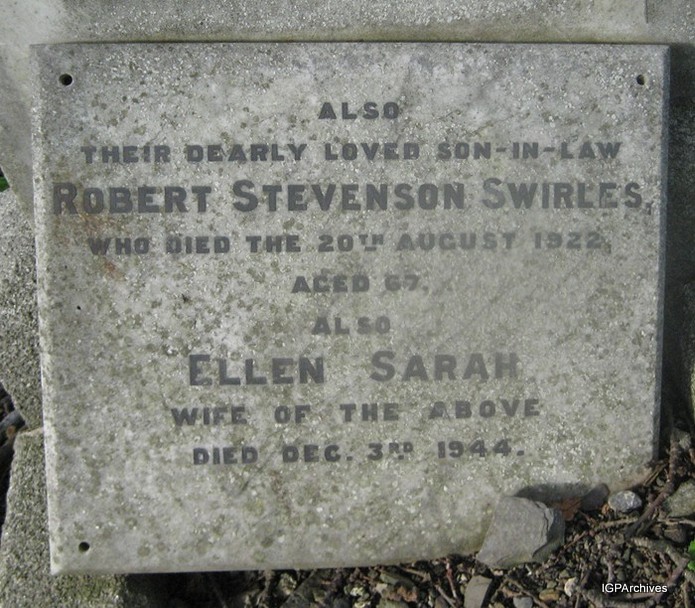 ALSO
THEIR DEARLY LOVED SON-IN-LAW
ROBERT STEVENSON SWIRLES,
WHO DIED THE 20TH AUGUST 1922,
AGED 67,
ALSO
ELLEN SARAH
WIFE OF THE ABOVE
DIED DEC. 3RD 1944.
IGPArchives